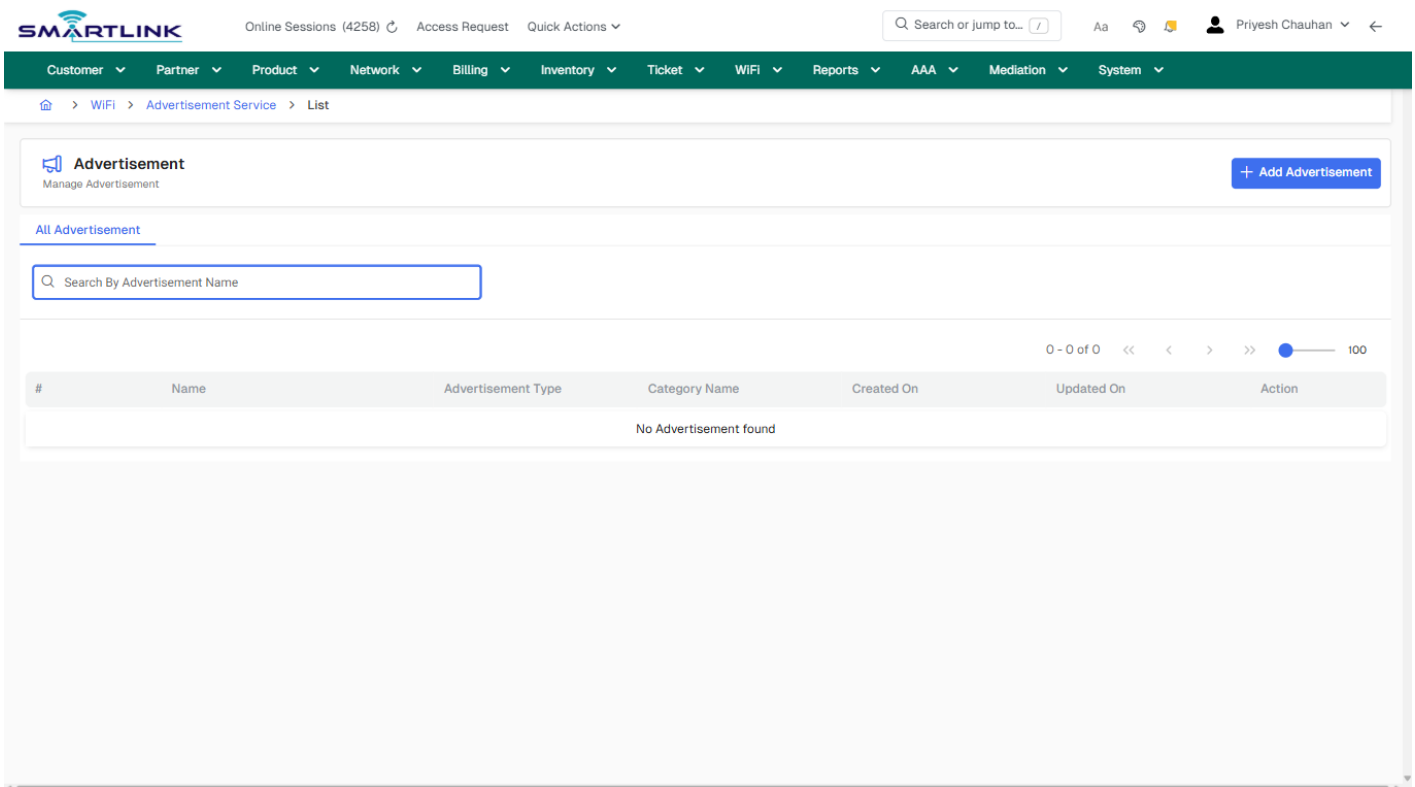 SMARTLINK Online Sessions (4258) Access Request Quick Actions Search or jump to... / Aa Priyesh Chauhan
Customer Partner Product Network Billing Inventory Ticket WiFi Reports AAA Mediation System
> WiFi > Advertisement Service > List
Advertisement
Manage Advertisement
+ Add Advertisement
All Advertisement
Search By Advertisement Name
0 - 0 of 0 << < > >> 100
# Name Advertisement Type Category Name Created On Updated On Action
No Advertisement found